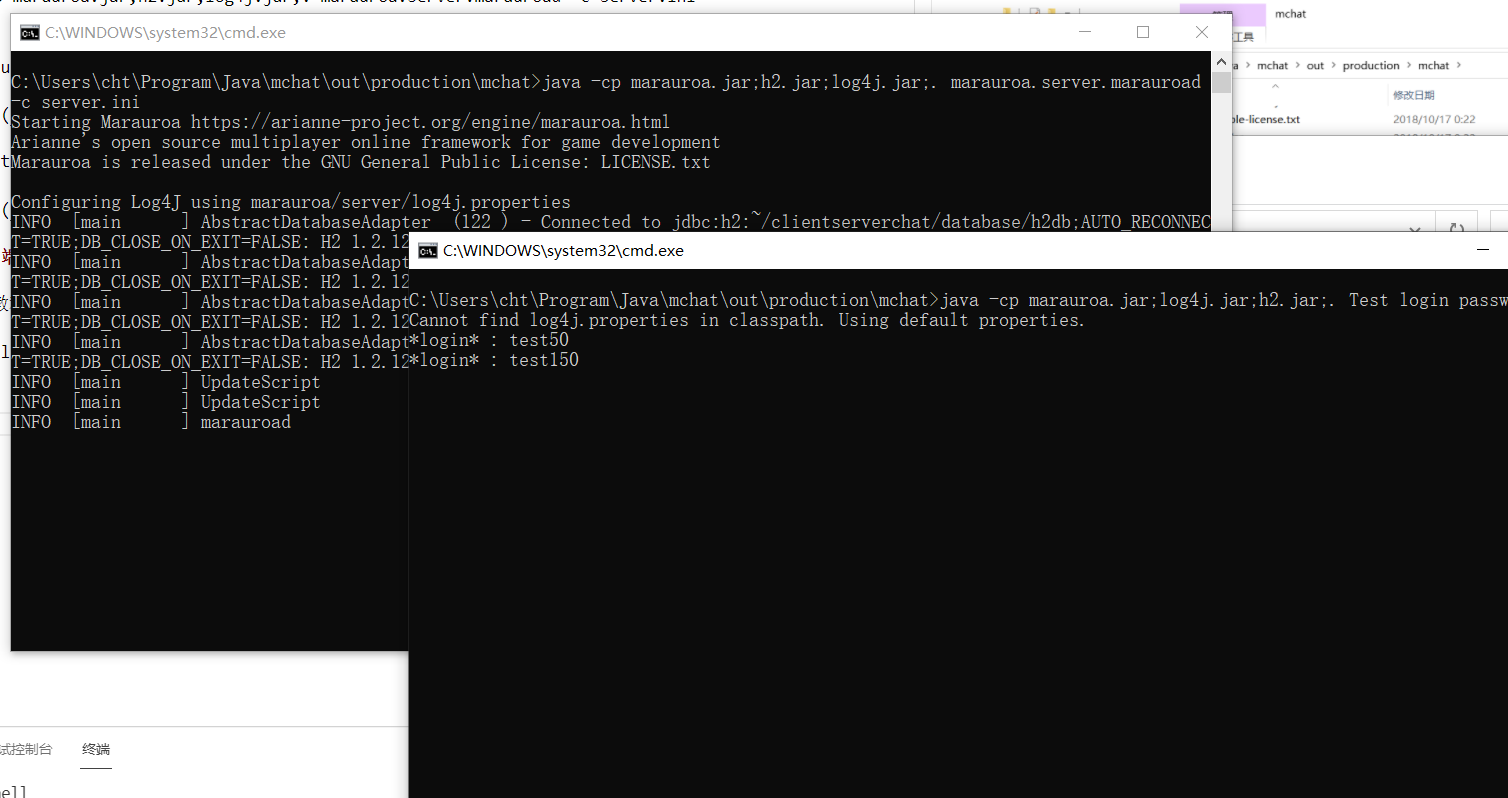 marauroa.jar;h2.jar;log4j.jar;. marauroa.server.marauroad -c server.ini
C:\WINDOWS\system32\cmd.exe
C:\Users\cht\Program\Java\mchat\out\production\mchat>java -cp marauroa.jar;h2.jar;log4j.jar;. marauroa.server.marauroad
-c server.ini
Starting Marauroa https://arianne-project.org/engine/marauroa.html
Arianne's open source multiplayer online framework for game development
Marauroa is released under the GNU General Public License: LICENSE.txt
Configuring Log4J using marauroa/server/log4j.properties
INFO [main ] AbstractDatabaseAdapter (122 ) - Connected to jdbc:h2:~/clientserverchat/database/h2db;AUTO_RECONNEC
T=TRUE;DB_CLOSE_ON_EXIT=FALSE: H2 1.2.12
INFO [main ] AbstractDatabaseAdapt
T=TRUE;DB_CLOSE_ON_EXIT=FALSE: H2 1.2.12
INFO [main ] AbstractDatabaseAdapt
T=TRUE;DB_CLOSE_ON_EXIT=FALSE: H2 1.2.12
INFO [main ] AbstractDatabaseAdapt
T=TRUE;DB_CLOSE_ON_EXIT=FALSE: H2 1.2.12
INFO [main ] UpdateScript
INFO [main ] UpdateScript
INFO [main ] marauroad
C:\WINDOWS\system32\cmd.exe
C:\Users\cht\Program\Java\mchat\out\production\mchat>java -cp marauroa.jar;log4j.jar;h2.jar;. Test login passw
Cannot find log4j.properties in classpath. Using default properties.
*login* : test50
*login* : test150
mchat
工具
a > mchat > out > production > mchat >
修改日期
ple-license.txt
2018/10/17 0:22
试控制台
终端
ell